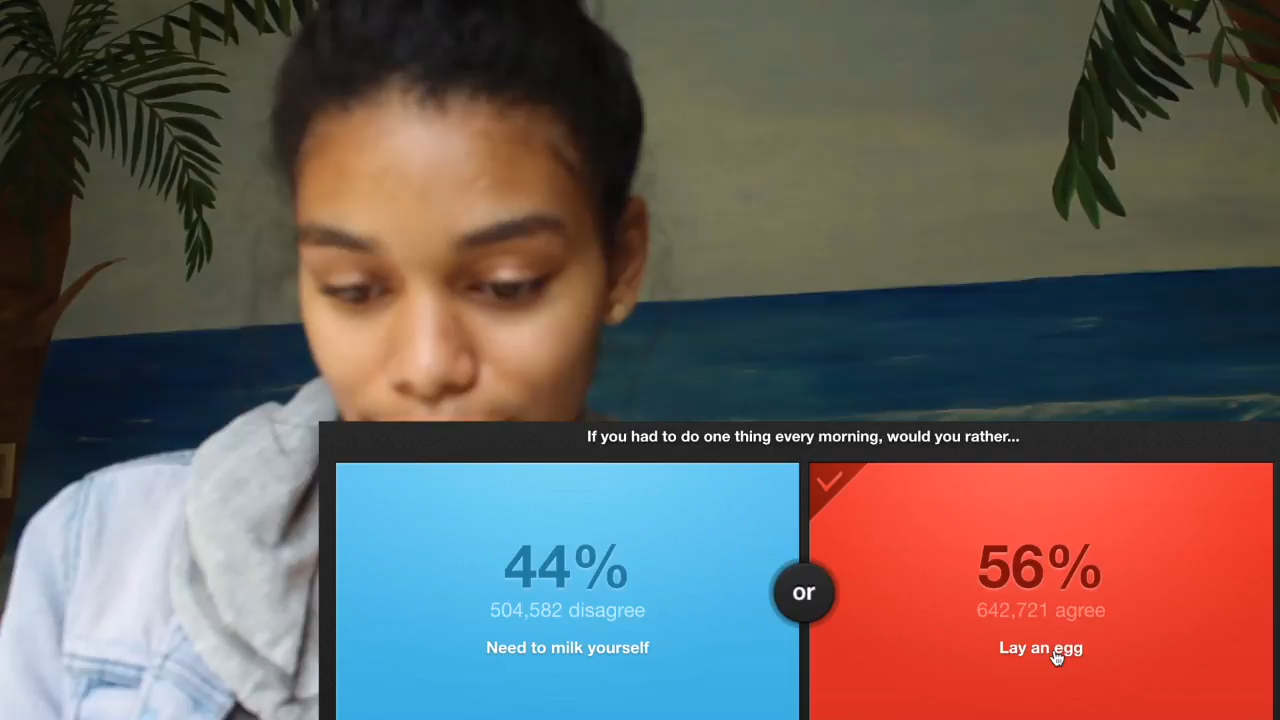 If you had to do one thing every morning, would you rather...
44%
504,582 disagree
Need to milk yourself
or
56%
642,721 agree
Lay an egg